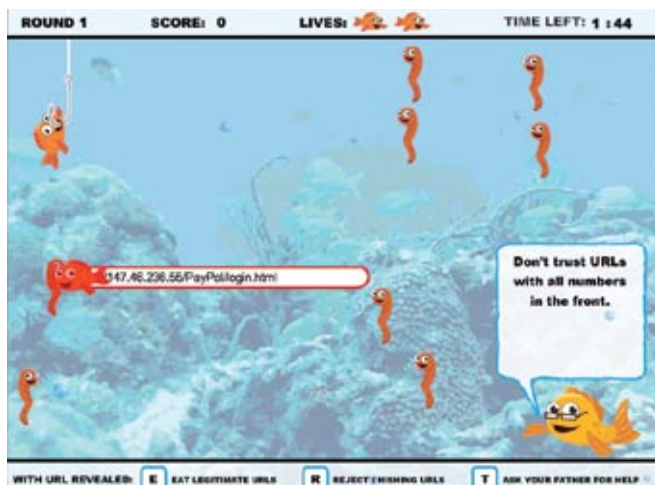 ROUND 1 SCORE: 0 LIVES: TIME LEFT: 1:44
147.46.236.55/PayPal/login.html
Don't trust URLs
with all numbers
in the front.
WITH URL REVEALED: E EAT LEGITIMATE URLS R REJECT PHISHING URLS T ASK YOUR FATHER FOR HELP